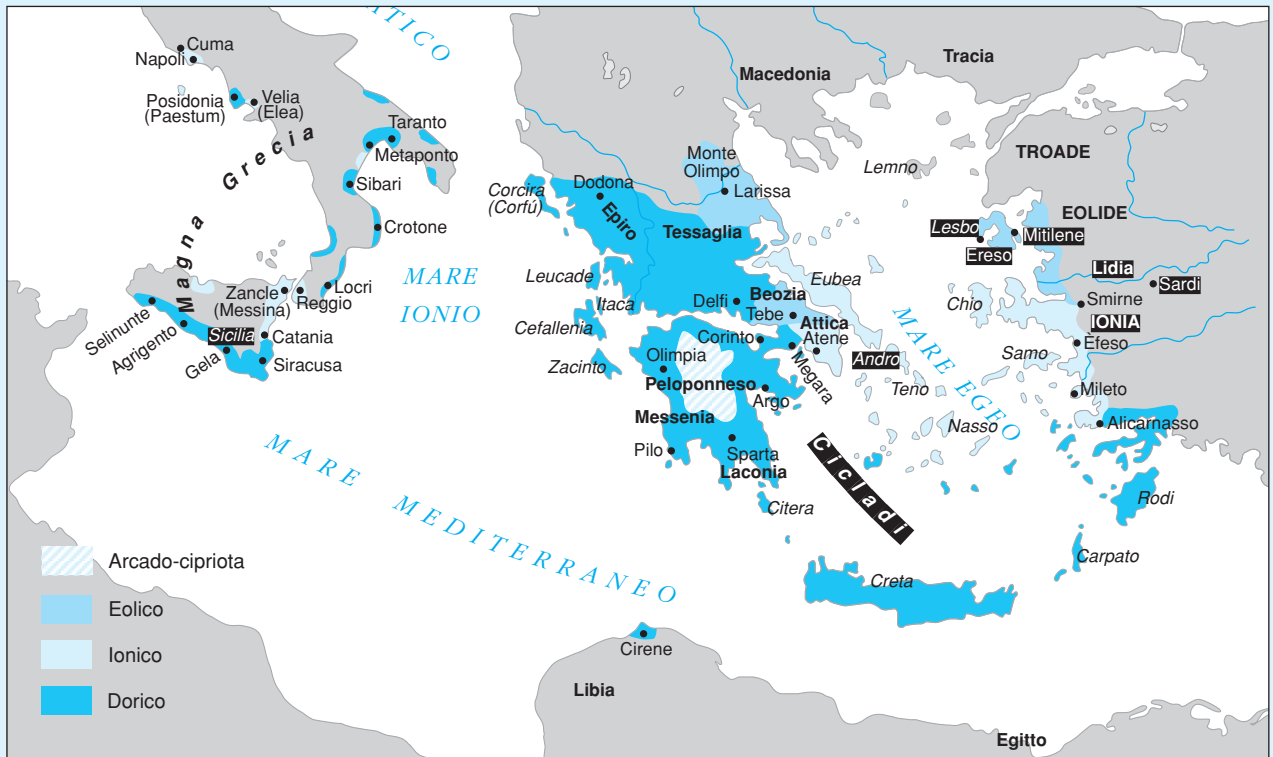 ATICO
Cuma
Napoli
Posidonia
(Paestum)
Velia
(Elea)
Magna Grecia
Taranto
Metaponto
Sibari
Crotone
Locri
Reggio
Zancle
(Messina)
Selinunte
Agrigento
Gela
Sicilia
Catania
Siracusa
MARE
IONIO
Macedonia
Tracia
Monte
Olimpo
Larissa
Lemno
TROADE
EOLIDE
Corcira
(Corfù)
Dodona
Epiro
Tessaglia
Lesbo
Mitilene
Ereso
Lidia
Sardi
Leucade
Itaca
Cefallenia
Zacinto
Eubea
Delfi
Beozia
Tebe
Attica
Atene
Corinto
Megara
Chio
Smirne
IONIA
Èfeso
Samo
Mileto
Alicarnasso
MARE EGEO
Andro
Teno
Nasso
Cicladi
Olimpia
Peloponneso
Argo
Messenia
Pilo
Sparta
Laconia
Citera
Rodi
Carpato
Creta
MARE MEDITERRANEO
Cirene
Libia
Egitto
Arcado-cipriota
Eolico
Ionico
Dorico